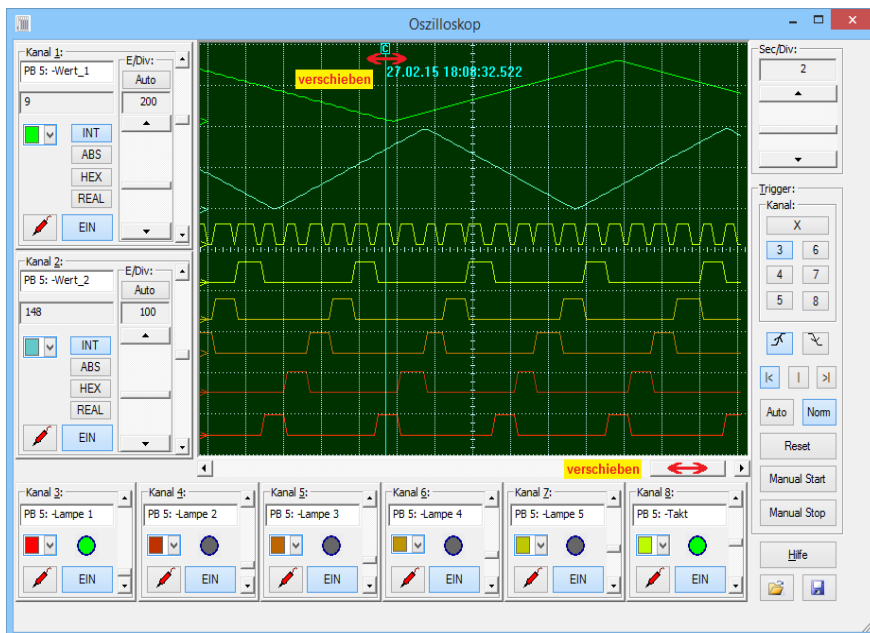 Oszilloskop
Kanal 1:
PB 5: -Wert_1
9
INT
ABS
HEX
REAL
EIN
E/Div:
Auto
200
Kanal 2:
PB 5: -Wert_2
148
INT
ABS
HEX
REAL
EIN
E/Div:
Auto
100
C
verschieben
27.02.15 18:08:32.522
verschieben
Sec/Div:
2
Trigger:
Kanal:
X
3 6
4 7
5 8
Auto Norm
Reset
Manual Start
Manual Stop
Hilfe
Kanal 3:
PB 5: -Lampe 1
EIN
Kanal 4:
PB 5: -Lampe 2
EIN
Kanal 5:
PB 5: -Lampe 3
EIN
Kanal 6:
PB 5: -Lampe 4
EIN
Kanal 7:
PB 5: -Lampe 5
EIN
Kanal 8:
PB 5: -Takt
EIN